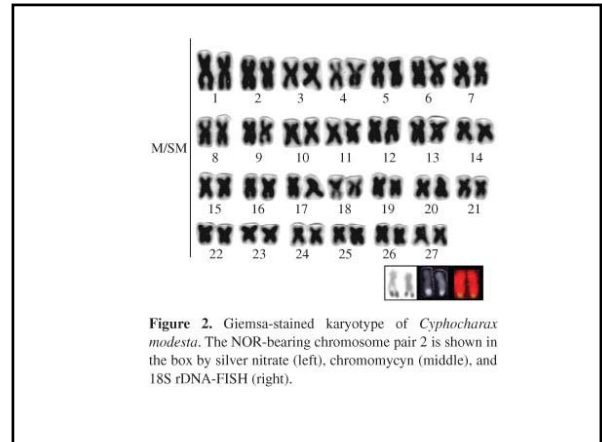 1 2 3 4 5 6 7
M/SM
8 9 10 11 12 13 14
15 16 17 18 19 20 21
22 23 24 25 26 27
Figure 2. Giemsa-stained karyotype of Cyphocharax
modesta. The NOR-bearing chromosome pair 2 is shown in
the box by silver nitrate (left), chromomycyn (middle), and
18S rDNA-FISH (right).